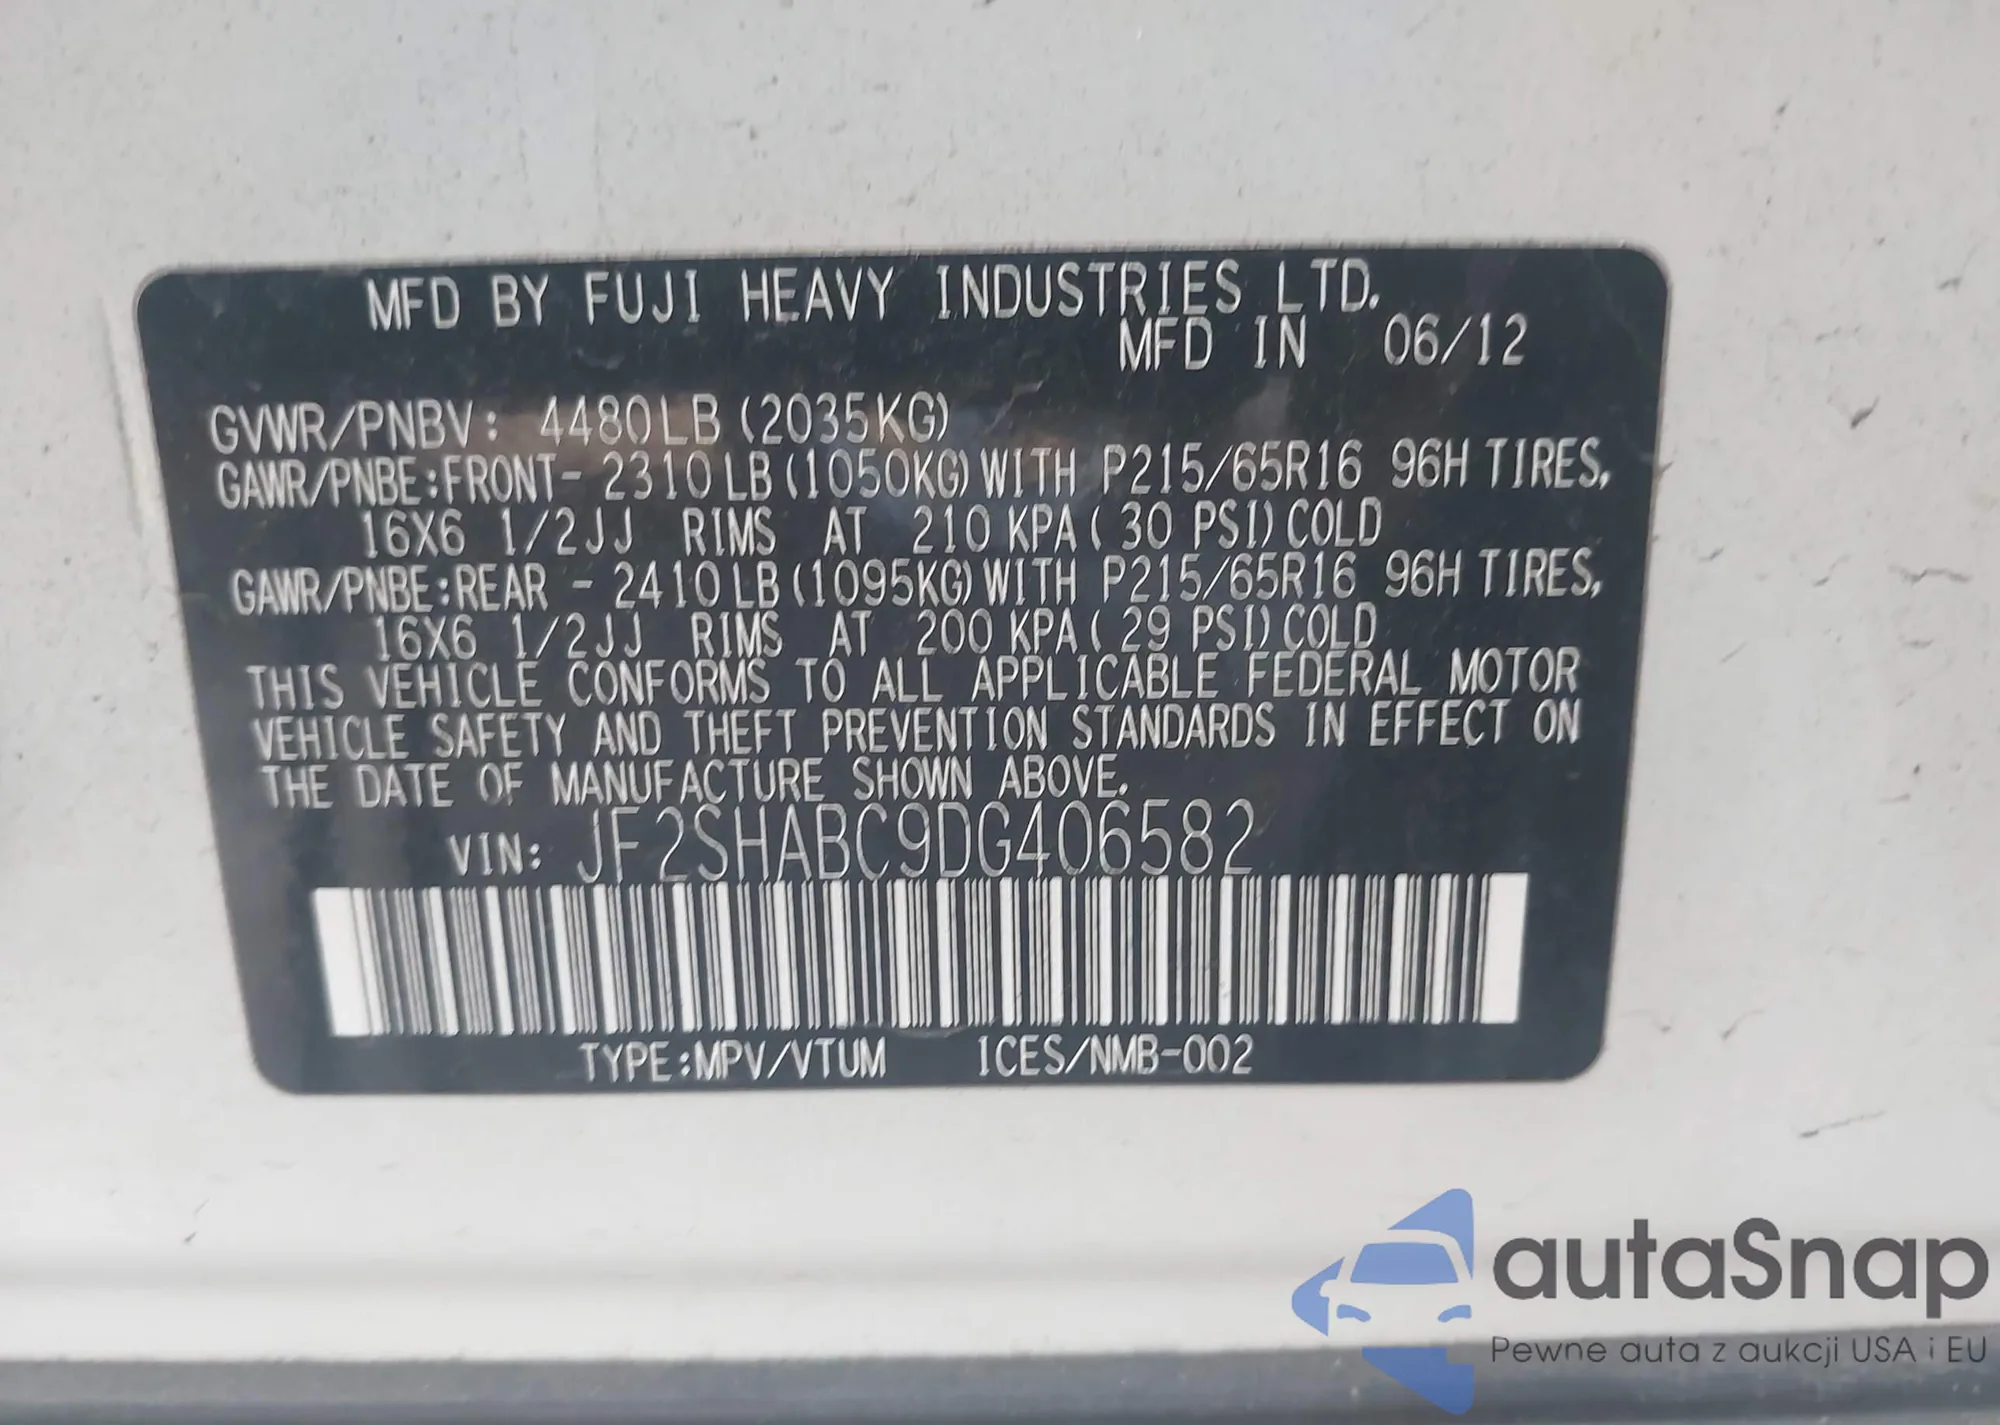 MFD BY FUJI HEAVY INDUSTRIES LTD.
MFD IN 06/12
GVWR/PNBV: 4480LB (2035KG)
GAWR/PNBE:FRONT- 2310LB (1050KG) WITH P215/65R16 96H TIRES,
16X6 1/2JJ RIMS AT 210 KPA ( 30 PSI) COLD
GAWR/PNBE:REAR - 2410LB (1095KG) WITH P215/65R16 96H TIRES,
16X6 1/2JJ RIMS AT 200 KPA ( 29 PSI) COLD
THIS VEHICLE CONFORMS TO ALL APPLICABLE FEDERAL MOTOR
VEHICLE SAFETY AND THEFT PREVENTION STANDARDS IN EFFECT ON
THE DATE OF MANUFACTURE SHOWN ABOVE.
VIN: JF2SHABC9DG406582
TYPE:MPV/VTUM ICES/NMB-002
autaSnap
Pewne auta z aukcji USA i EU